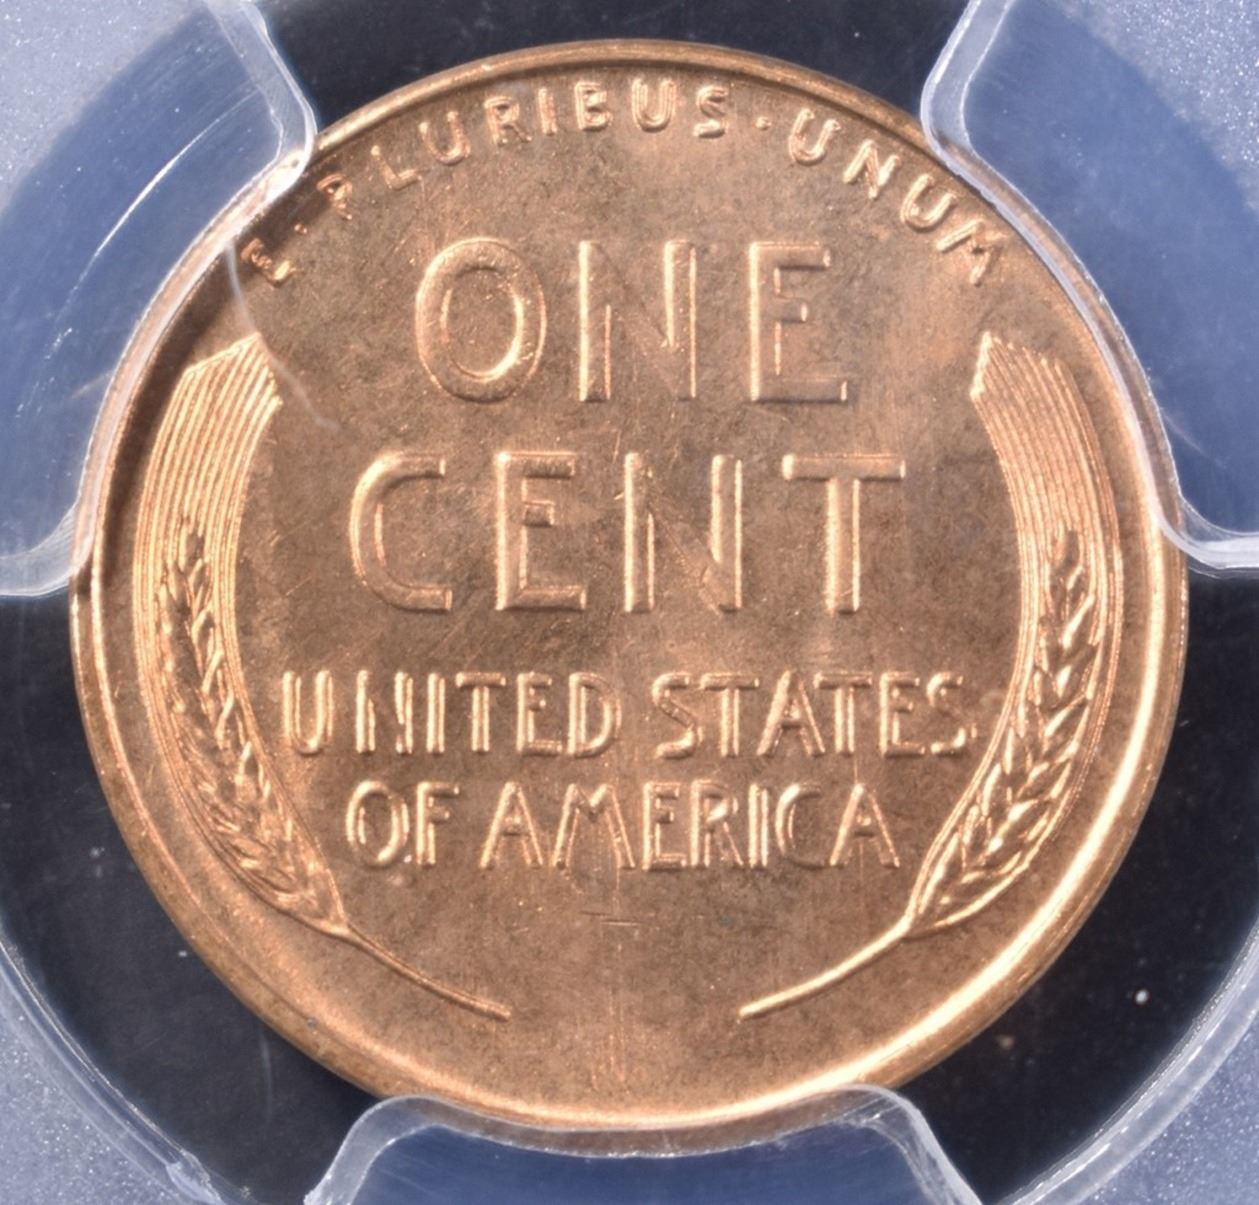 E·PLURIBUS·UNUM
ONE
CENT
UNITED STATES
OF AMERICA